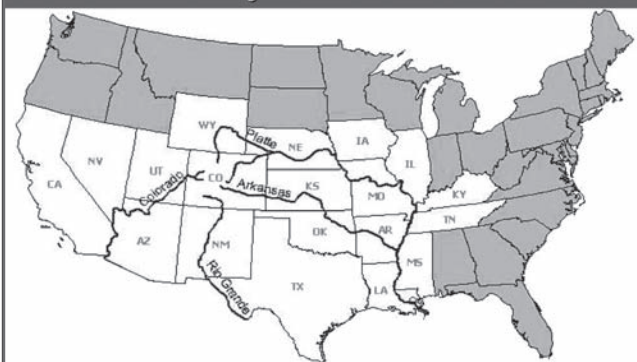 WY
Platte
NE
IA
NV
UT
CO
IL
CA
Colorado
Arkansas
KS
MO
KY
TN
AZ
NM
OK
AR
MS
Rio Grande
TX
LA